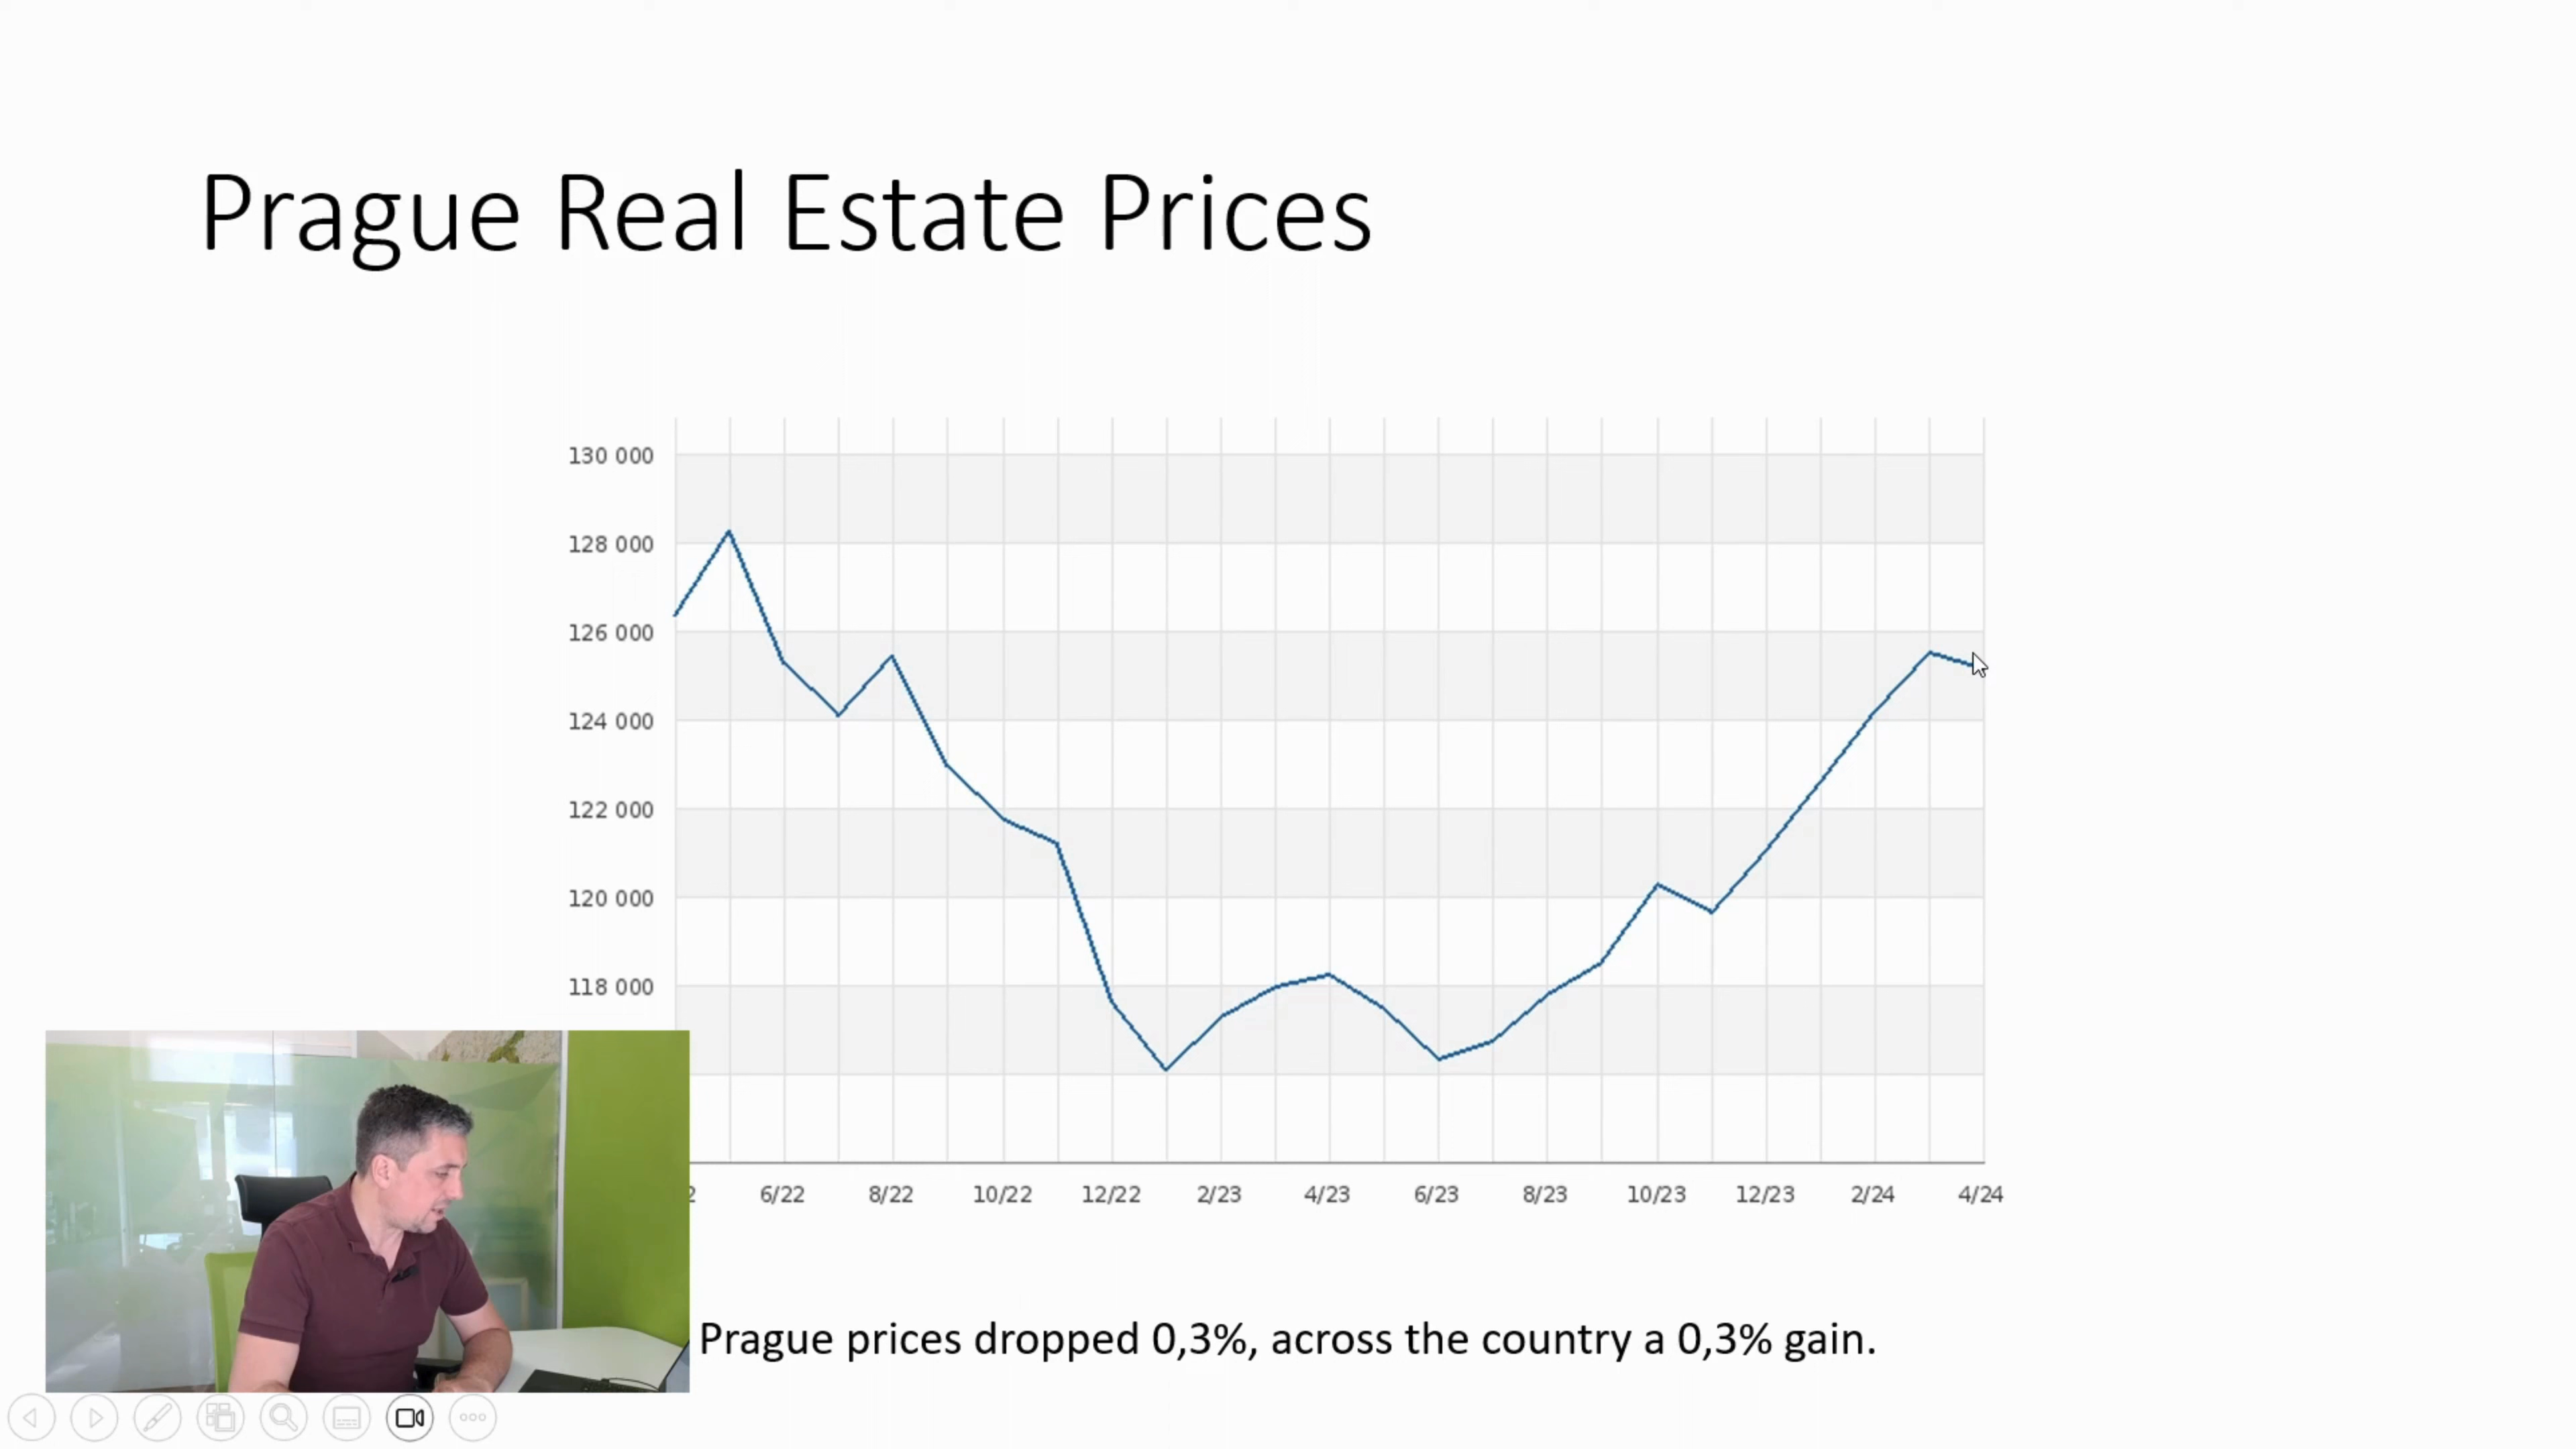 Prague Real Estate Prices
130 000
128 000
126 000
124 000
122 000
120 000
118 000
2 6/22 8/22 10/22 12/22 2/23 4/23 6/23 8/23 10/23 12/23 2/24 4/24
Prague prices dropped 0,3%, across the country a 0,3% gain.